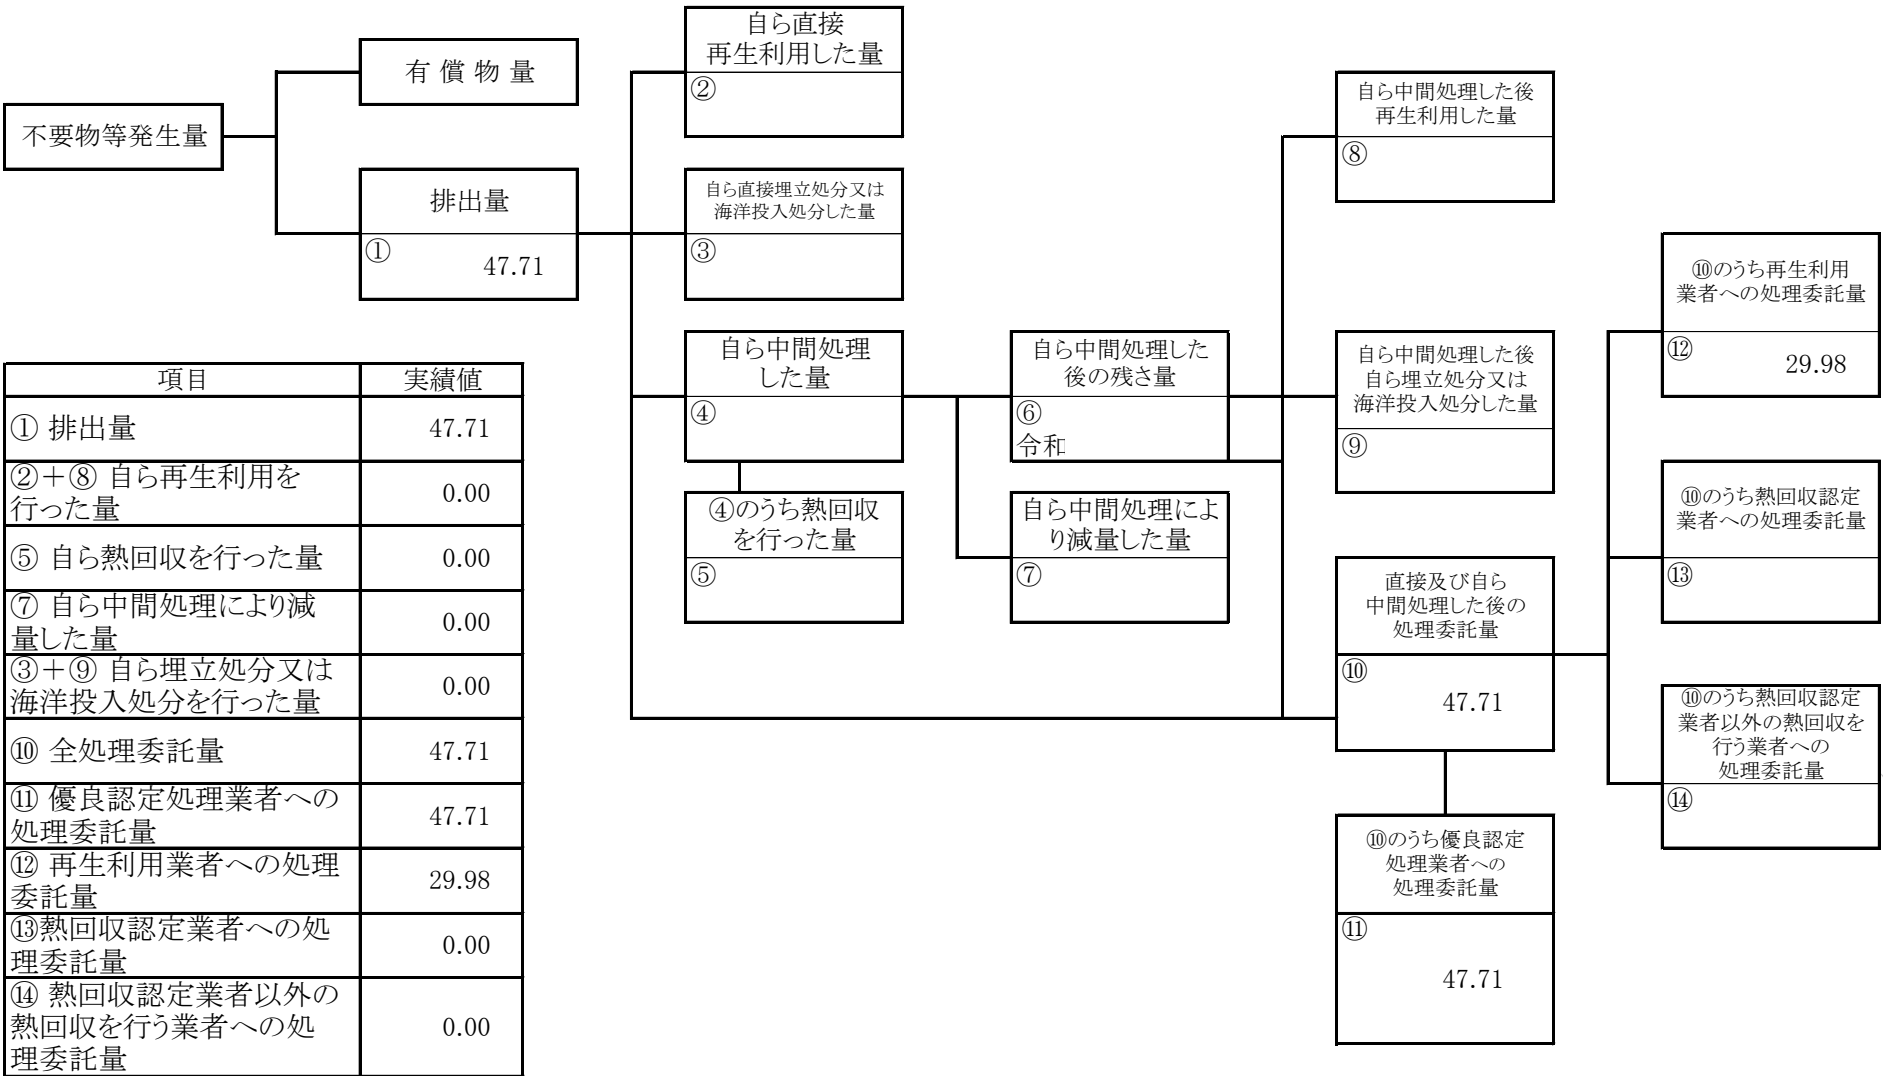 不要物等発生量
有 償 物 量
排出量
①
47.71
自ら直接
再生利用した量
②
自ら直接埋立処分又は
海洋投入処分した量
③
自ら中間処理
した量
④
④のうち熱回収
を行った量
⑤
自ら中間処理した
後の残さ量
⑥
令和
自ら中間処理によ
り減量した量
⑦
自ら中間処理した後
再生利用した量
⑧
自ら中間処理した後
自ら埋立処分又は
海洋投入処分した量
⑨
直接及び自ら
中間処理した後の
処理委託量
⑩
47.71
⑩のうち優良認定
処理業者への
処理委託量
⑪
47.71
⑩のうち再生利用
業者への処理委託量
⑫
29.98
⑩のうち熱回収認定
業者への処理委託量
⑬
⑩のうち熱回収認定
業者以外の熱回収を
行う業者への
処理委託量
⑭
項目 実績値
① 排出量 47.71
②＋⑧ 自ら再生利用を
行った量 0.00
⑤ 自ら熱回収を行った量 0.00
⑦ 自ら中間処理により減
量した量 0.00
③＋⑨ 自ら埋立処分又は
海洋投入処分を行った量 0.00
⑩ 全処理委託量 47.71
⑪ 優良認定処理業者への
処理委託量 47.71
⑫ 再生利用業者への処理
委託量 29.98
⑬熱回収認定業者への処
理委託量 0.00
⑭ 熱回収認定業者以外の
熱回収を行う業者への処
理委託量 0.00